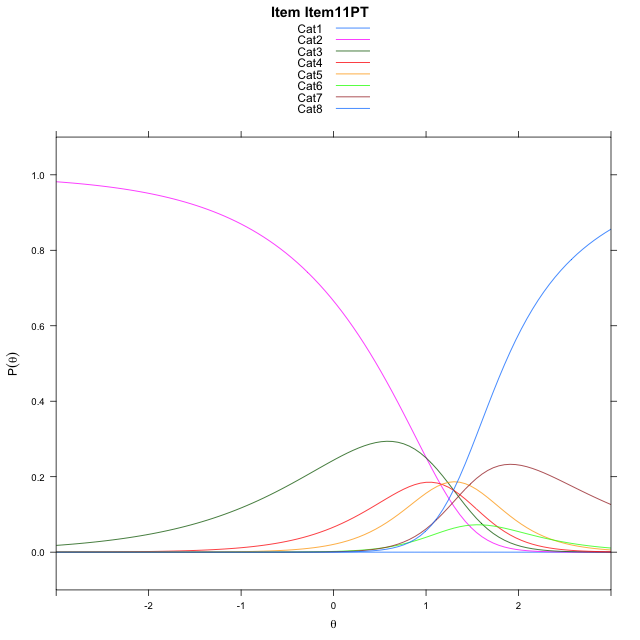 Item Item11PT
Cat1
Cat2
Cat3
Cat4
Cat5
Cat6
Cat7
Cat8
1.0
0.8
0.6
0.4
0.2
0.0
P(θ)
-2 -1 0 1 2
θ